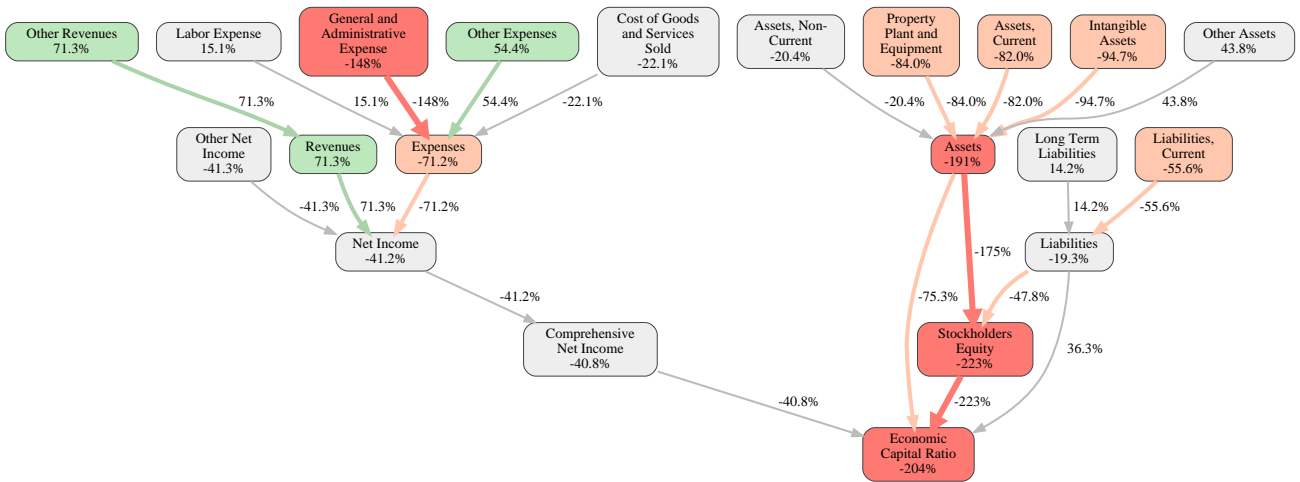 Other Revenues
71.3%
Labor Expense
15.1%
General and
Administrative
Expense
-148%
Other Expenses
54.4%
Cost of Goods
and Services
Sold
-22.1%
Assets, Non-
Current
-20.4%
Property
Plant and
Equipment
-84.0%
Assets,
Current
-82.0%
Intangible
Assets
-94.7%
Other Assets
43.8%
71.3%
15.1%
-148%
54.4%
-22.1%
-20.4%
-84.0%
-82.0%
-94.7%
43.8%
Other Net
Income
-41.3%
Revenues
71.3%
Expenses
-71.2%
Assets
-191%
Long Term
Liabilities
14.2%
Liabilities,
Current
-55.6%
-41.3%
71.3%
-71.2%
14.2%
-55.6%
Net Income
-41.2%
-175%
Liabilities
-19.3%
-41.2%
-75.3%
-47.8%
Comprehensive
Net Income
-40.8%
Stockholders
Equity
-223%
36.3%
-40.8%
-223%
Economic
Capital Ratio
-204%